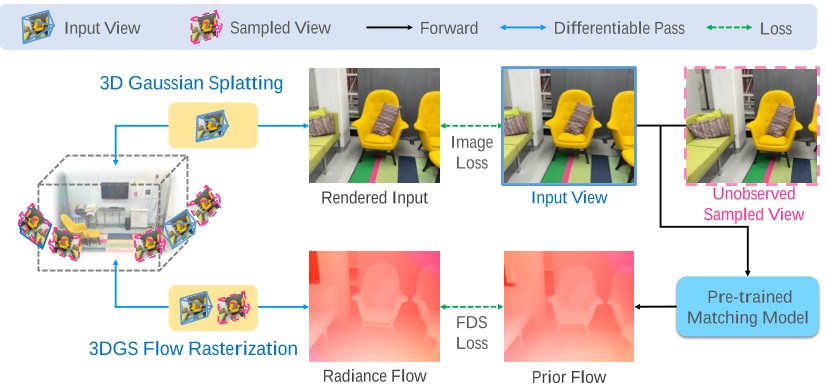 Input View
Sampled View
Forward
Differentiable Pass
Loss
3D Gaussian Splatting
Image
Loss
Rendered Input
Input View
Unobserved
Sampled View
Pre-trained
Matching Model
FDS
Loss
3DGS Flow Rasterization
Radiance Flow
Prior Flow